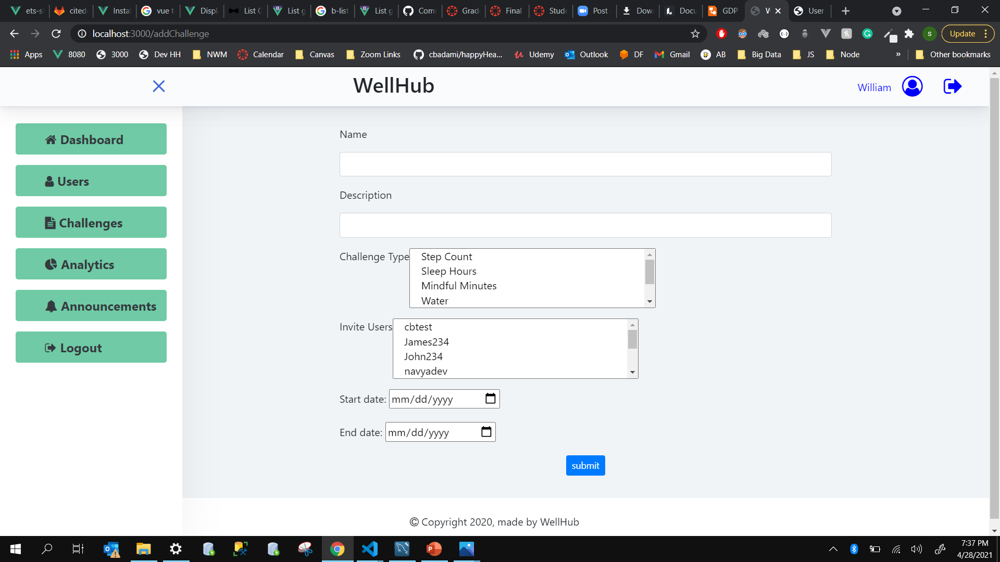 ets-s
cited
Insta
vue t
Displ
List G
List g
b-list
List g
Com
Grad
Final
Stud
Post
Dow
Docu
GDP
W
User
localhost:3000/addChallenge
s
Update
Apps
8080
3000
Dev HH
NWM
Calendar
Canvas
Zoom Links
cbadami/happyHea...
Udemy
Outlook
DF
Gmail
AB
Big Data
JS
Node
»
Other bookmarks
WellHub
William
Dashboard
Users
Challenges
Analytics
Announcements
Logout
Name
Description
Challenge Type
Step Count
Sleep Hours
Mindful Minutes
Water
Invite Users
cbtest
James234
John234
navyadev
Start date: mm/dd/yyyy
End date: mm/dd/yyyy
submit
© Copyright 2020, made by WellHub
7:37 PM
4/28/2021